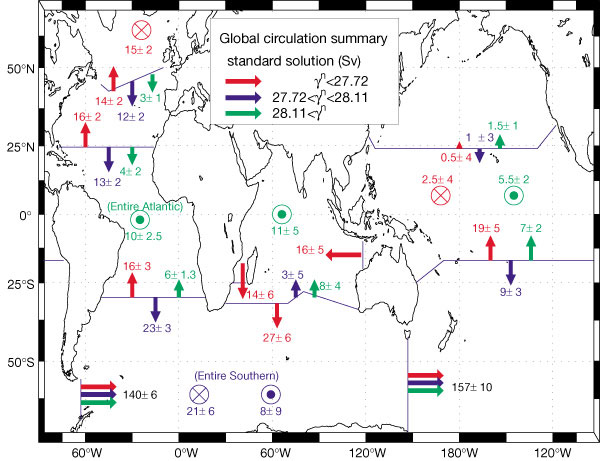 15± 2
Global circulation summary
standard solution (Sv)
γⁿ<27.72
27.72<γⁿ<28.11
28.11<γⁿ
50°N
14± 2
3± 1
12± 2
16± 2
1.5± 1
1 ± 3
25°N
0.5± 4
13± 2
4± 2
2.5± 4
5.5± 2
(Entire Atlantic)
0°
10± 2.5
11± 5
16± 5
19± 5
7± 2
16± 3
6± 1.3
3± 5
8± 4
25°S
14± 6
9± 3
23± 3
27± 6
50°S
(Entire Southern)
140± 6
157± 10
21± 6
8± 9
60°W
0°W
60°W
120°W
180°W
120°W